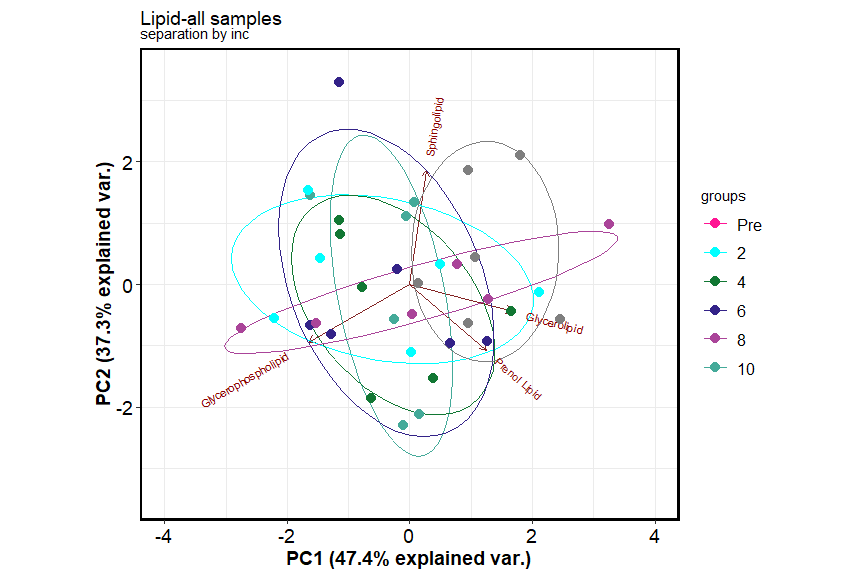 Lipid-all samples
separation by inc
PC2 (37.3% explained var.)
2
0
-2
-4
-2
0
2
4
PC1 (47.4% explained var.)
Sphingolipid
Glycerolipid
Prenol Lipid
Glycerophospholipid
groups
Pre
2
4
6
8
10